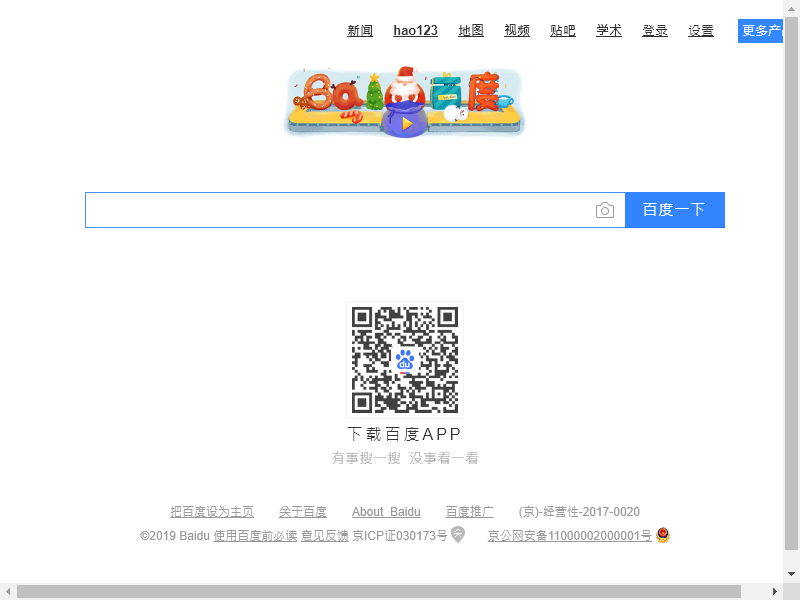 新闻 hao123 地图 视频 贴吧 学术 登录 设置 更多产
Bai 百度
百度一下
du
下载百度APP
有事搜一搜 没事看一看
把百度设为主页 关于百度 About Baidu 百度推广 (京)-经营性-2017-0020
©2019 Baidu 使用百度前必读 意见反馈 京ICP证030173号 京公网安备11000002000001号